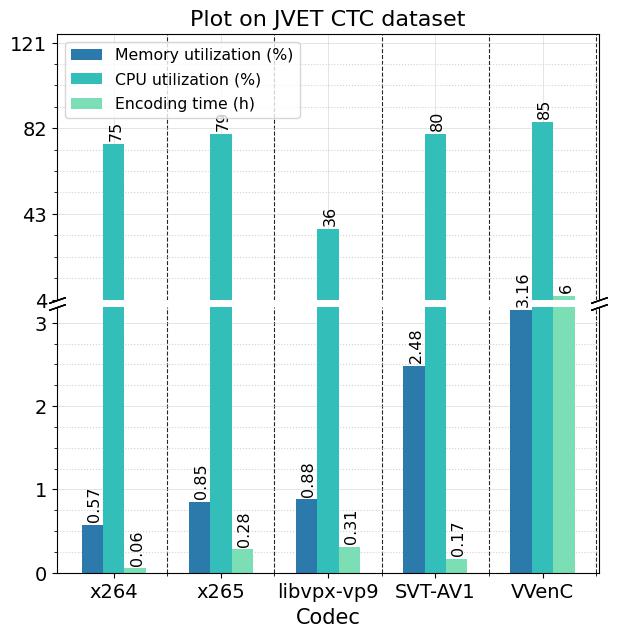 Plot on JVET CTC dataset
Memory utilization (%)
CPU utilization (%)
Encoding time (h)
121
82
43
4
3
2
1
0
0.57
75
0.06
0.85
79
0.28
0.88
36
0.31
2.48
80
0.17
3.16
85
6
x264
x265
libvpx-vp9
SVT-AV1
VVenC
Codec